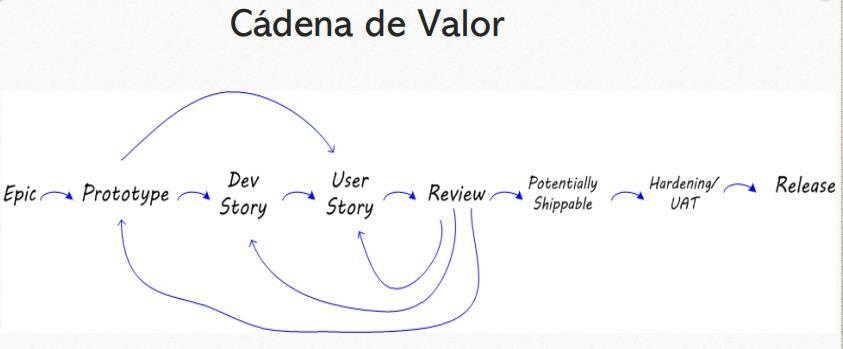 Cádena de Valor
Epic
Prototype
Dev
Story
User
Story
Review
Potentially
Shippable
Hardening/
UAT
Release